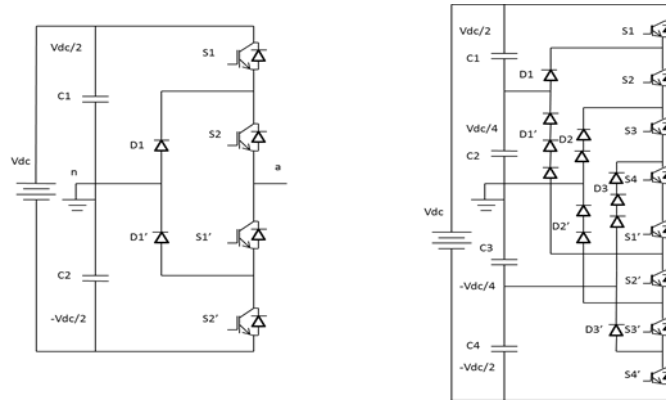 Vdc/2
S1
C1
D1
S2
Vdc
n
a
D1'
S1'
C2
-Vdc/2
S2'
Vdc/2
S1
C1
D1
S2
Vdc/4
D1'
D2
S3
C2
D3
S4
Vdc
D2'
S1'
C3
S2'
-Vdc/4
D3'
S3'
C4
-Vdc/2
S4'